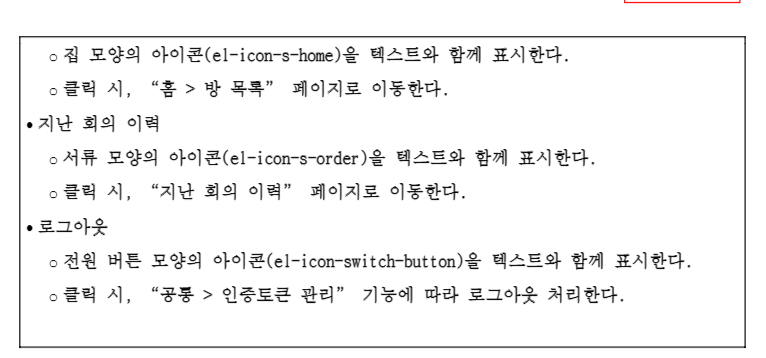 ○ 집 모양의 아이콘(el-icon-s-home)을 텍스트와 함께 표시한다.
○ 클릭 시, “홈 > 방 목록” 페이지로 이동한다.
• 지난 회의 이력
○ 서류 모양의 아이콘(el-icon-s-order)을 텍스트와 함께 표시한다.
○ 클릭 시, “지난 회의 이력” 페이지로 이동한다.
• 로그아웃
○ 전원 버튼 모양의 아이콘(el-icon-switch-button)을 텍스트와 함께 표시한다.
○ 클릭 시, “공통 > 인증토큰 관리” 기능에 따라 로그아웃 처리한다.